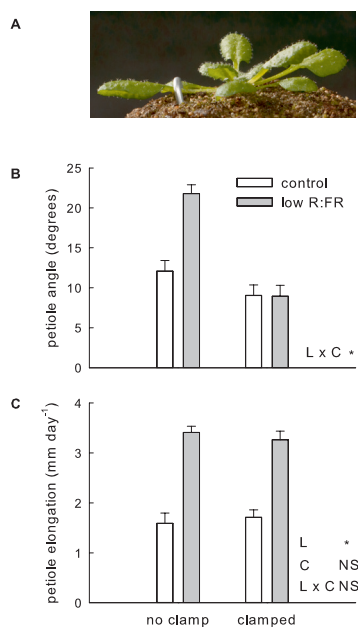 A
B
petiole angle (degrees)
25
20
15
10
5
0
control
low R:FR
L x C *
C
petiole elongation (mm day⁻¹)
4
3
2
1
0
L *
C NS
L x C NS
no clamp clamped